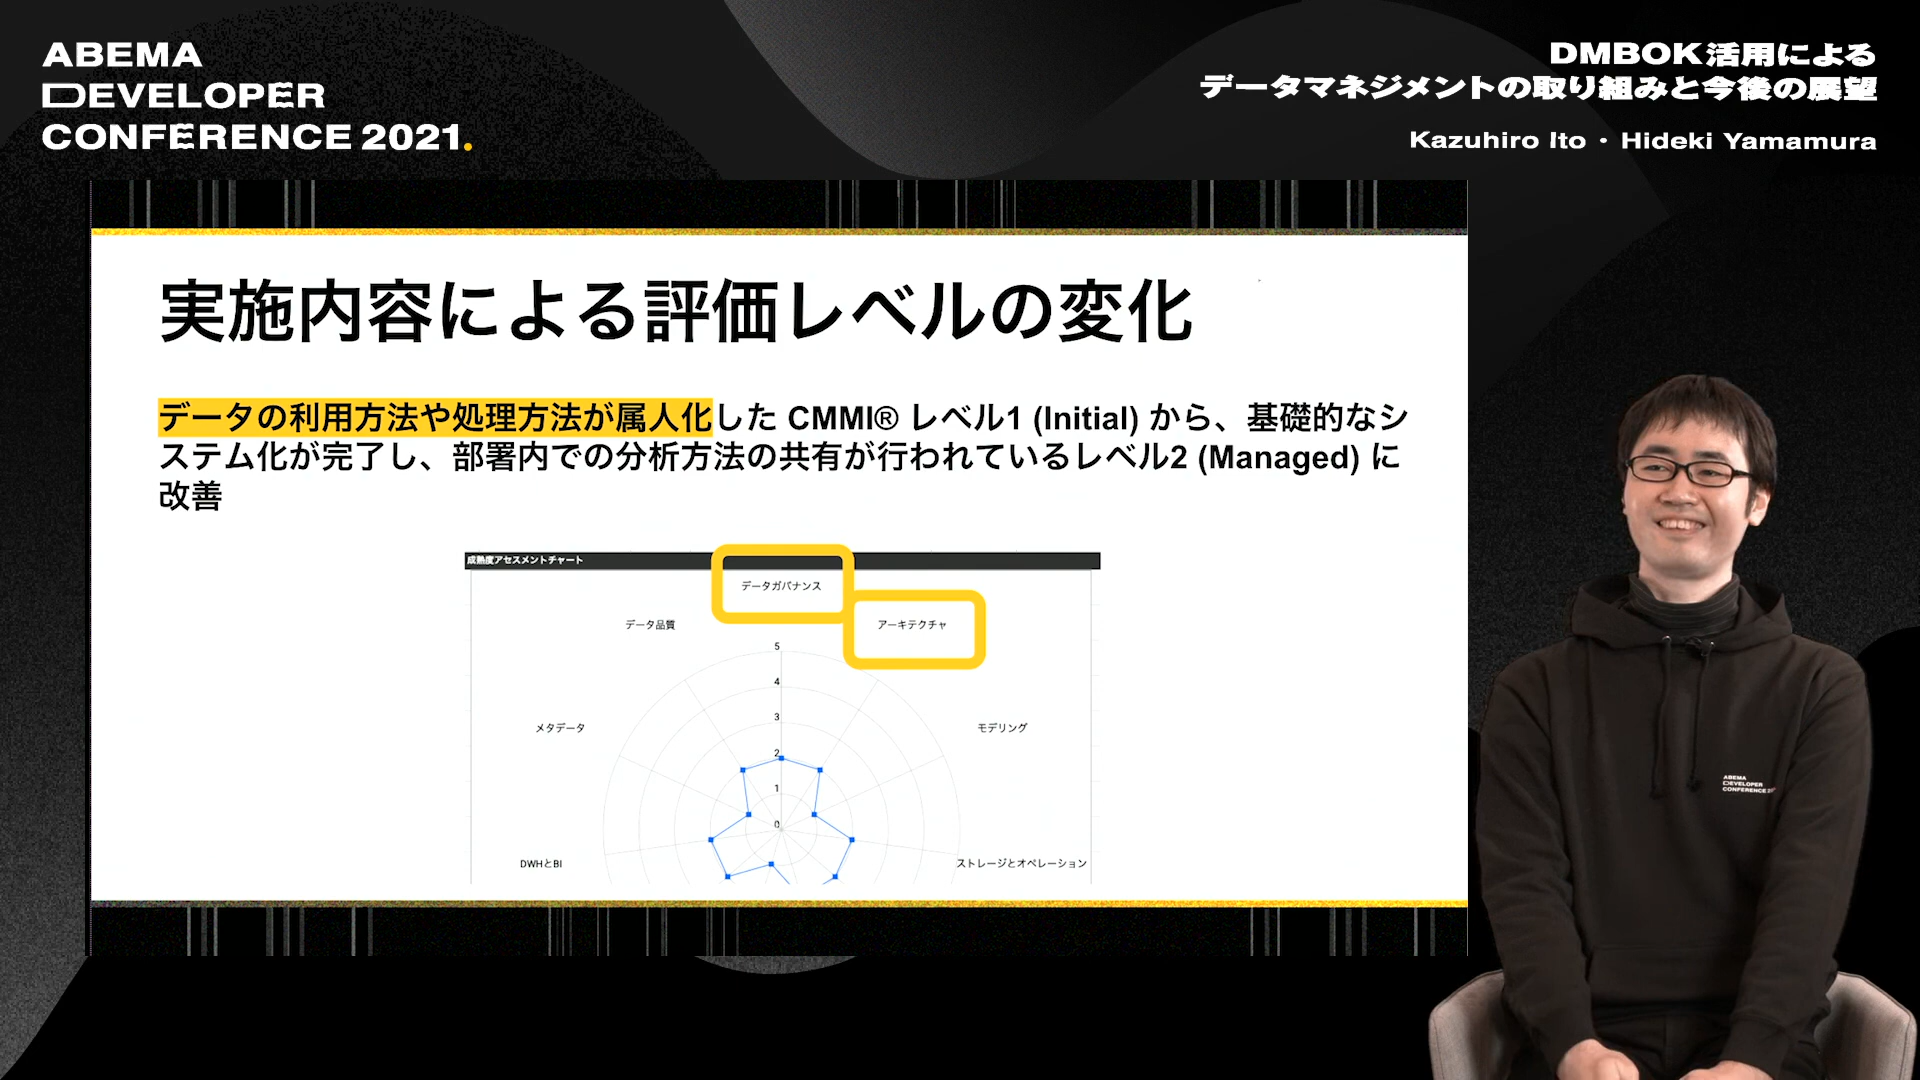 ABEMA
DEVELOPER
CONFERENCE 2021.
DMBOK活用による
データマネジメントの取り組みと今後の展望
Kazuhiro Ito・Hideki Yamamura
実施内容による評価レベルの変化
データの利用方法や処理方法が属人化した CMMI® レベル1 (Initial) から、基礎的なシ
ステム化が完了し、部署内での分析方法の共有が行われているレベル2 (Managed) に
改善
成熟度アセスメントチャート
データガバナンス
データ品質
アーキテクチャ
5
4
3
2
1
0
メタデータ
モデリング
DWHとBI
ストレージとオペレーション
ABEMA
DEVELOPER
CONFERENCE